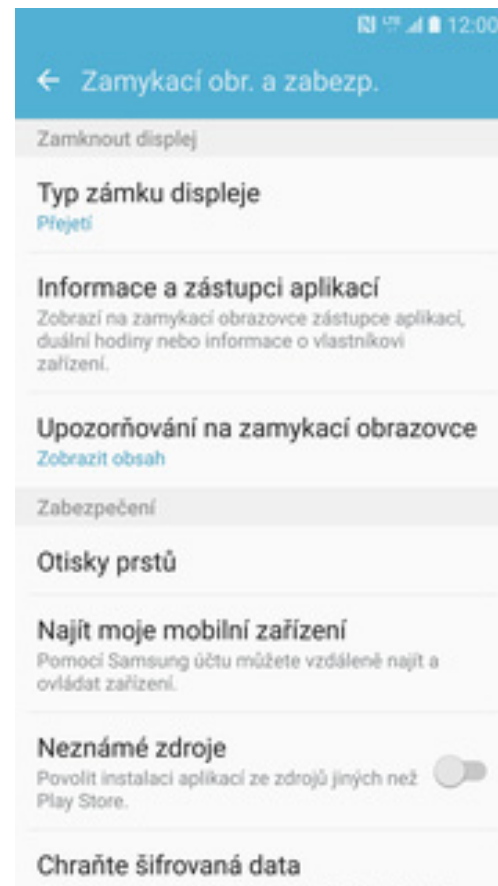 LTE 12:00
Zamykací obr. a zabezp.
Zamknout displej
Typ zámku displeje
Přejetí
Informace a zástupci aplikací
Zobrazí na zamykací obrazovce zástupce aplikací,
duální hodiny nebo informace o vlastníkovi
zařízení.
Upozorňování na zamykací obrazovce
Zobrazit obsah
Zabezpečení
Otisky prstů
Najít moje mobilní zařízení
Pomocí Samsung účtu můžete vzdáleně najít a
ovládat zařízení.
Neznámé zdroje
Povolit instalaci aplikací ze zdrojů jiných než
Play Store.
Chraňte šifrovaná data